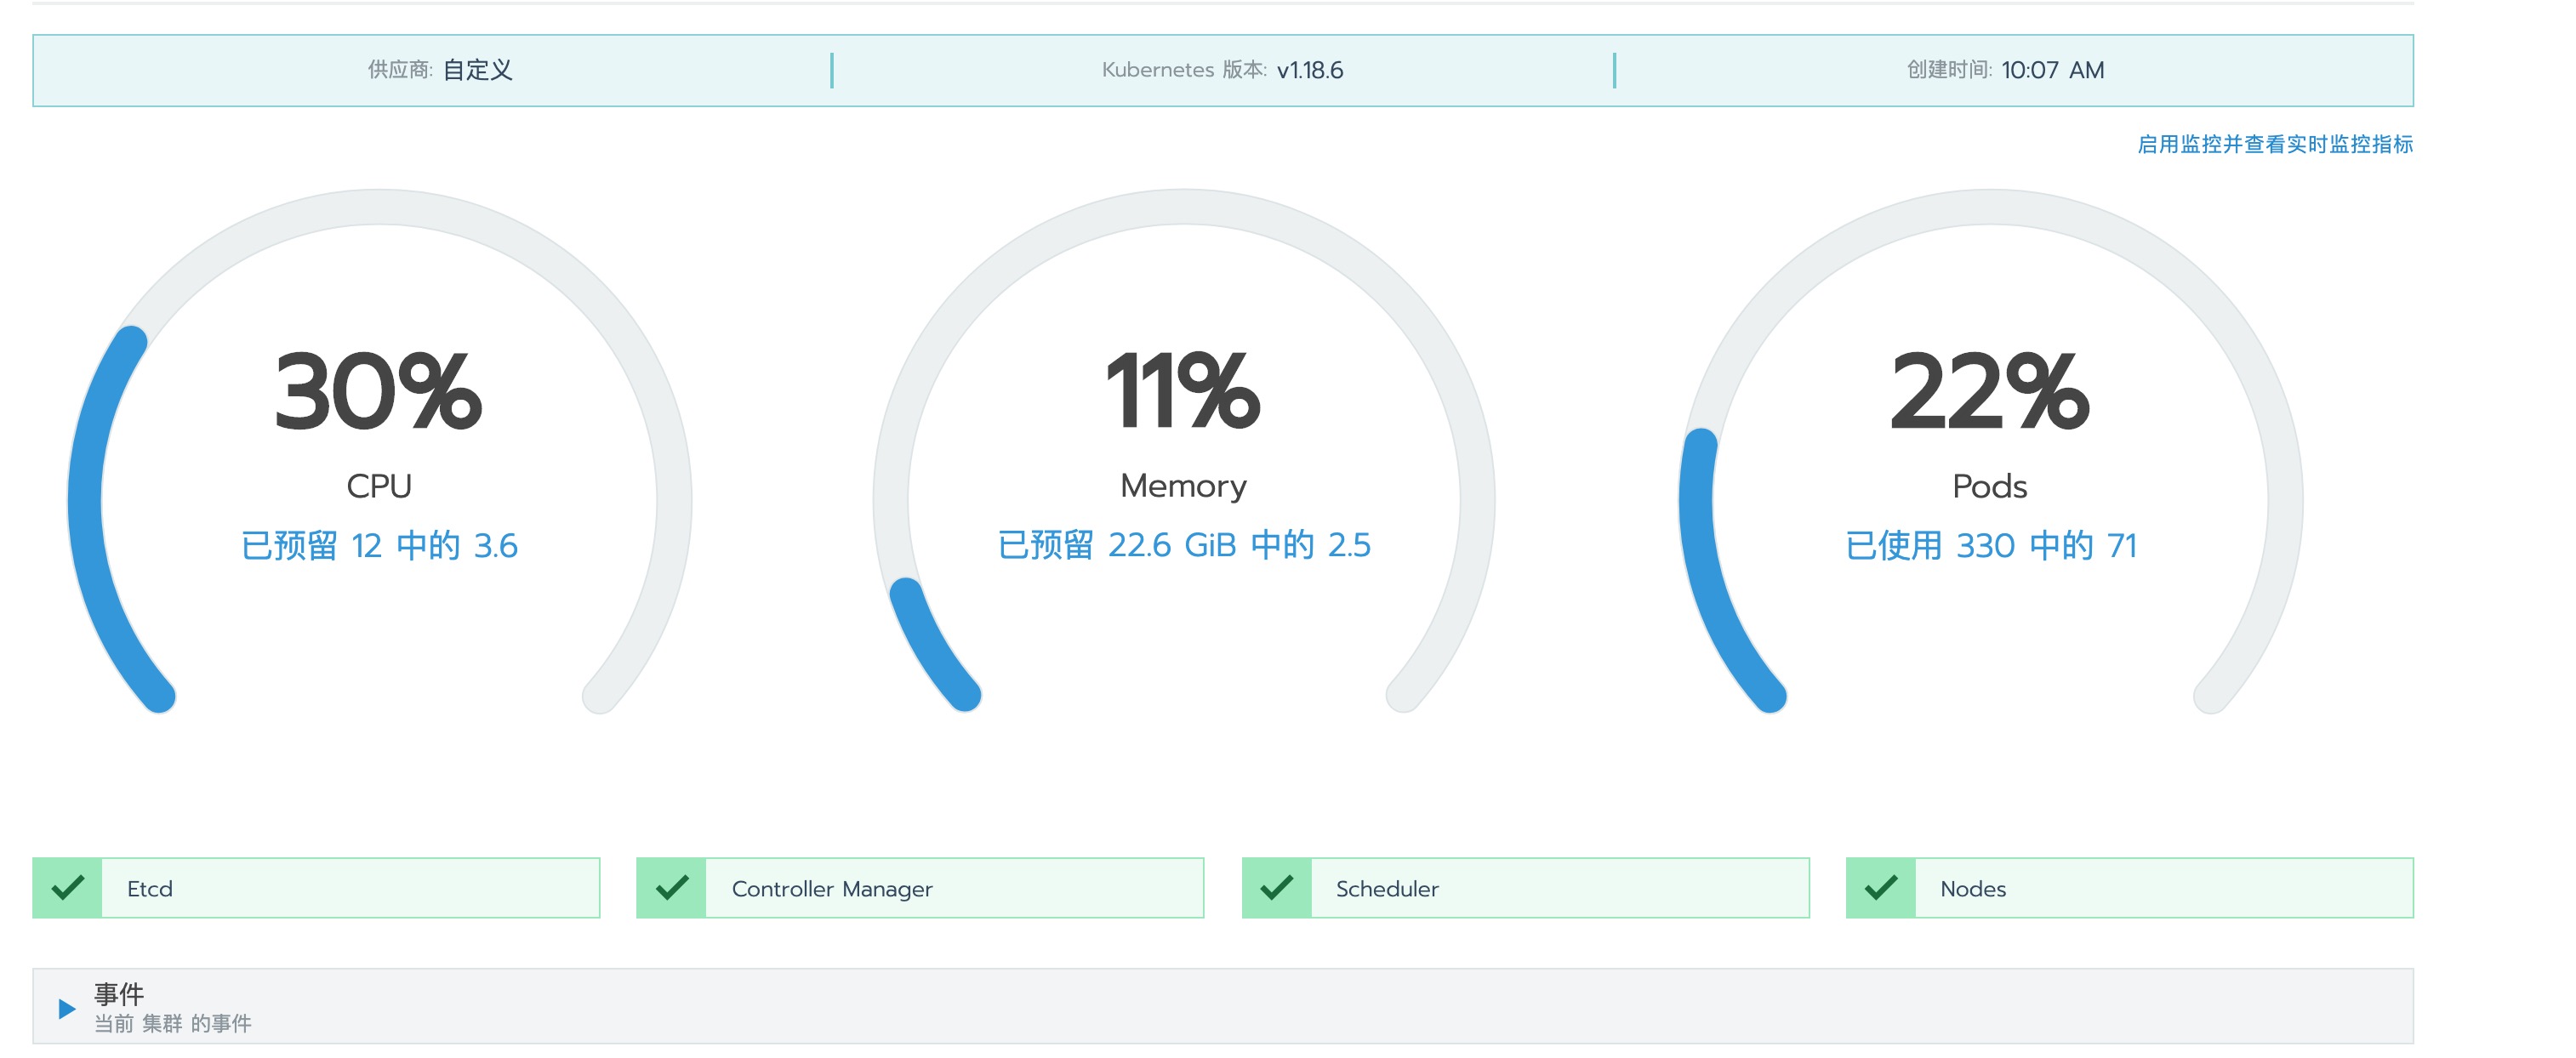 供应商: 自定义
Kubernetes 版本: v1.18.6
创建时间: 10:07 AM
启用监控并查看实时监控指标
30%
CPU
已预留 12 中的 3.6
11%
Memory
已预留 22.6 GiB 中的 2.5
22%
Pods
已使用 330 中的 71
Etcd
Controller Manager
Scheduler
Nodes
事件
当前 集群 的事件